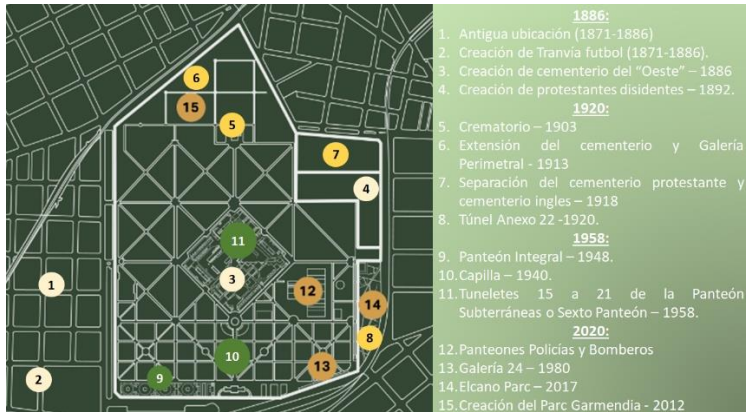 6
15
5
7
4
11
3
1
12
14
8
10
13
2
9
1886:
1. Antigua ubicación (1871-1886)
2. Creación de Tranvía futbol (1871-1886).
3. Creación de cementerio del “Oeste” – 1886
4. Creación de protestantes disidentes – 1892.
1920:
5. Crematorio – 1903
6. Extensión del cementerio y Galería
Perimetral - 1913
7. Separación del cementerio protestante y
cementerio ingles – 1918
8. Túnel Anexo 22 -1920.
1958:
9. Panteón Integral – 1948.
10.Capilla – 1940.
11.Tuneletes 15 a 21 de la Panteón
Subterráneas o Sexto Panteón – 1958.
2020:
12.Panteones Policías y Bomberos
13.Galería 24 – 1980
14.Elcano Parc – 2017
15.Creación del Parc Garmendia - 2012